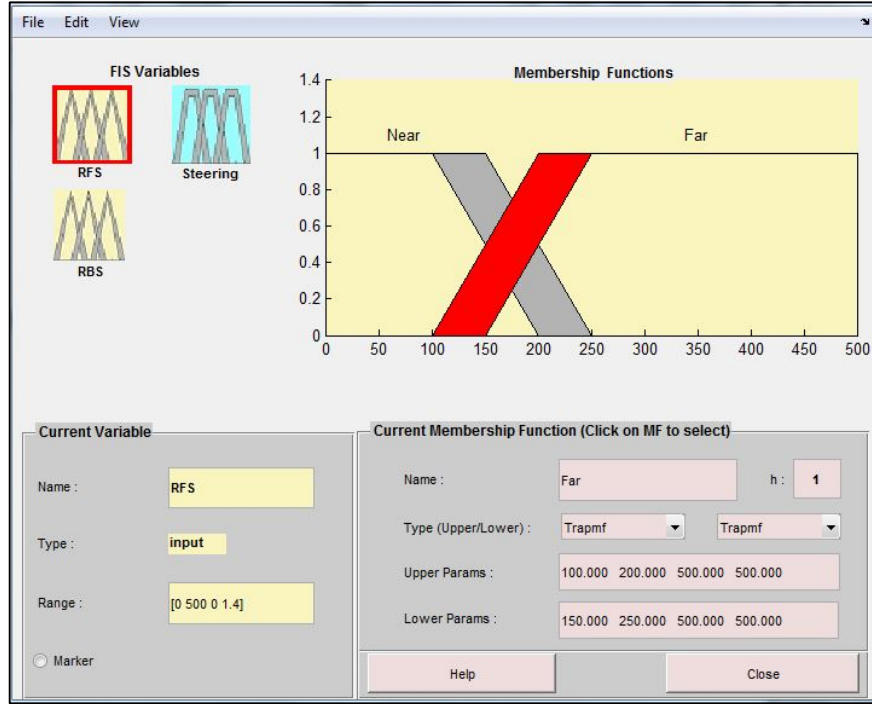 File Edit View
FIS Variables
RFS
Steering
RBS
Membership Functions
1.4
1.2
1
0.8
0.6
0.4
0.2
0
Near
Far
0 50 100 150 200 250 300 350 400 450 500
Current Variable
Name :
RFS
Type :
input
Range :
[0 500 0 1.4]
Marker
Current Membership Function (Click on MF to select)
Name :
Far
h :
1
Type (Upper/Lower) :
Trapmf
Trapmf
Upper Params :
100.000 200.000 500.000 500.000
Lower Params :
150.000 250.000 500.000 500.000
Help
Close